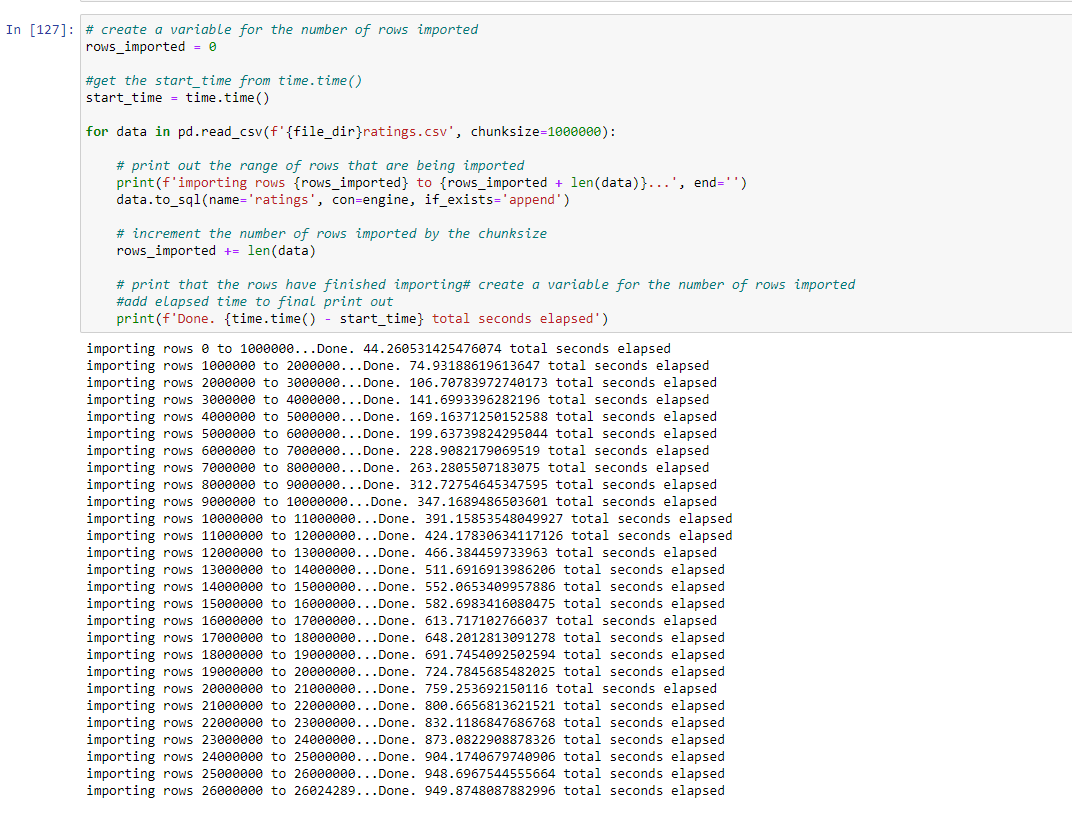 In [127]: # create a variable for the number of rows imported
rows_imported = 0
#get the start_time from time.time()
start_time = time.time()
for data in pd.read_csv(f'{file_dir}ratings.csv', chunksize=1000000):
# print out the range of rows that are being imported
print(f'importing rows {rows_imported} to {rows_imported + len(data)}...', end='')
data.to_sql(name='ratings', con=engine, if_exists='append')
# increment the number of rows imported by the chunksize
rows_imported += len(data)
# print that the rows have finished importing# create a variable for the number of rows imported
#add elapsed time to final print out
print(f'Done. {time.time() - start_time} total seconds elapsed')
importing rows 0 to 1000000...Done. 44.260531425476074 total seconds elapsed
importing rows 1000000 to 2000000...Done. 74.93188619613647 total seconds elapsed
importing rows 2000000 to 3000000...Done. 106.70783972740173 total seconds elapsed
importing rows 3000000 to 4000000...Done. 141.6993396282196 total seconds elapsed
importing rows 4000000 to 5000000...Done. 169.16371250152588 total seconds elapsed
importing rows 5000000 to 6000000...Done. 199.63739824295044 total seconds elapsed
importing rows 6000000 to 7000000...Done. 228.9082179069519 total seconds elapsed
importing rows 7000000 to 8000000...Done. 263.2805507183075 total seconds elapsed
importing rows 8000000 to 9000000...Done. 312.72754645347595 total seconds elapsed
importing rows 9000000 to 10000000...Done. 347.1689486503601 total seconds elapsed
importing rows 10000000 to 11000000...Done. 391.15853548049927 total seconds elapsed
importing rows 11000000 to 12000000...Done. 424.17830634117126 total seconds elapsed
importing rows 12000000 to 13000000...Done. 466.384459733963 total seconds elapsed
importing rows 13000000 to 14000000...Done. 511.6916913986206 total seconds elapsed
importing rows 14000000 to 15000000...Done. 552.0653409957886 total seconds elapsed
importing rows 15000000 to 16000000...Done. 582.6983416080475 total seconds elapsed
importing rows 16000000 to 17000000...Done. 613.717102766037 total seconds elapsed
importing rows 17000000 to 18000000...Done. 648.2012813091278 total seconds elapsed
importing rows 18000000 to 19000000...Done. 691.7454092502594 total seconds elapsed
importing rows 19000000 to 20000000...Done. 724.7845685482025 total seconds elapsed
importing rows 20000000 to 21000000...Done. 759.253692150116 total seconds elapsed
importing rows 21000000 to 22000000...Done. 800.6656813621521 total seconds elapsed
importing rows 22000000 to 23000000...Done. 832.1186847686768 total seconds elapsed
importing rows 23000000 to 24000000...Done. 873.0822908878326 total seconds elapsed
importing rows 24000000 to 25000000...Done. 904.1740679740906 total seconds elapsed
importing rows 25000000 to 26000000...Done. 948.6967544555664 total seconds elapsed
importing rows 26000000 to 26024289...Done. 949.8748087882996 total seconds elapsed